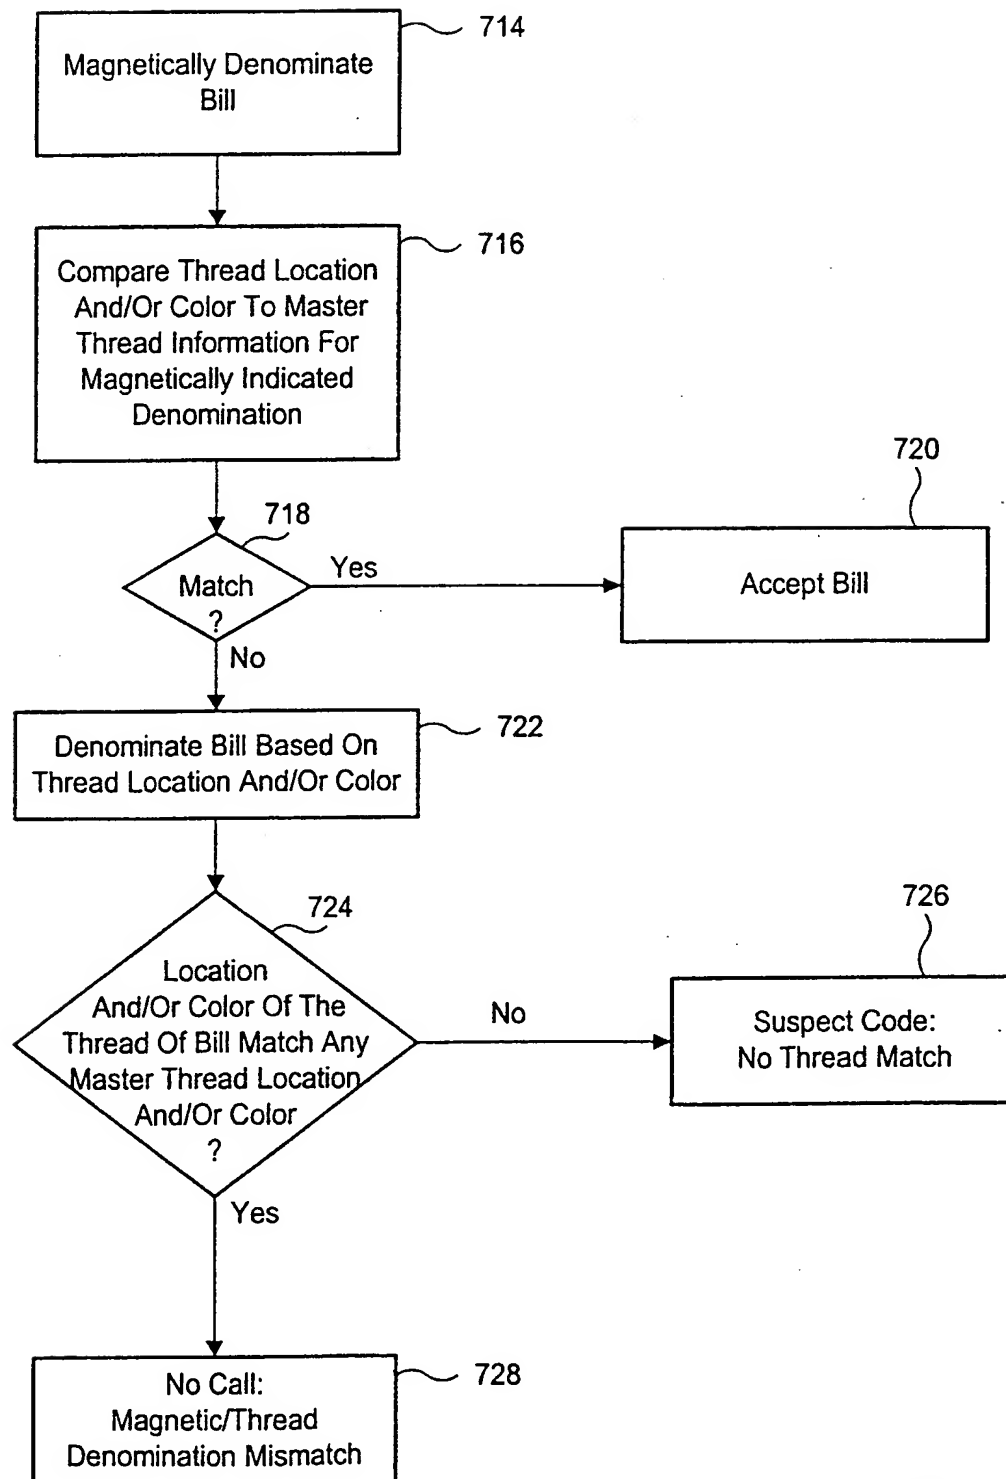 714
Magnetically Denominate
Bill
716
Compare Thread Location
And/Or Color To Master
Thread Information For
Magnetically Indicated
Denomination
718
Match
?
Yes
720
Accept Bill
No
722
Denominate Bill Based On
Thread Location And/Or Color
724
Location
And/Or Color Of The
Thread Of Bill Match Any
Master Thread Location
And/Or Color
?
No
726
Suspect Code:
No Thread Match
Yes
728
No Call:
Magnetic/Thread
Denomination Mismatch